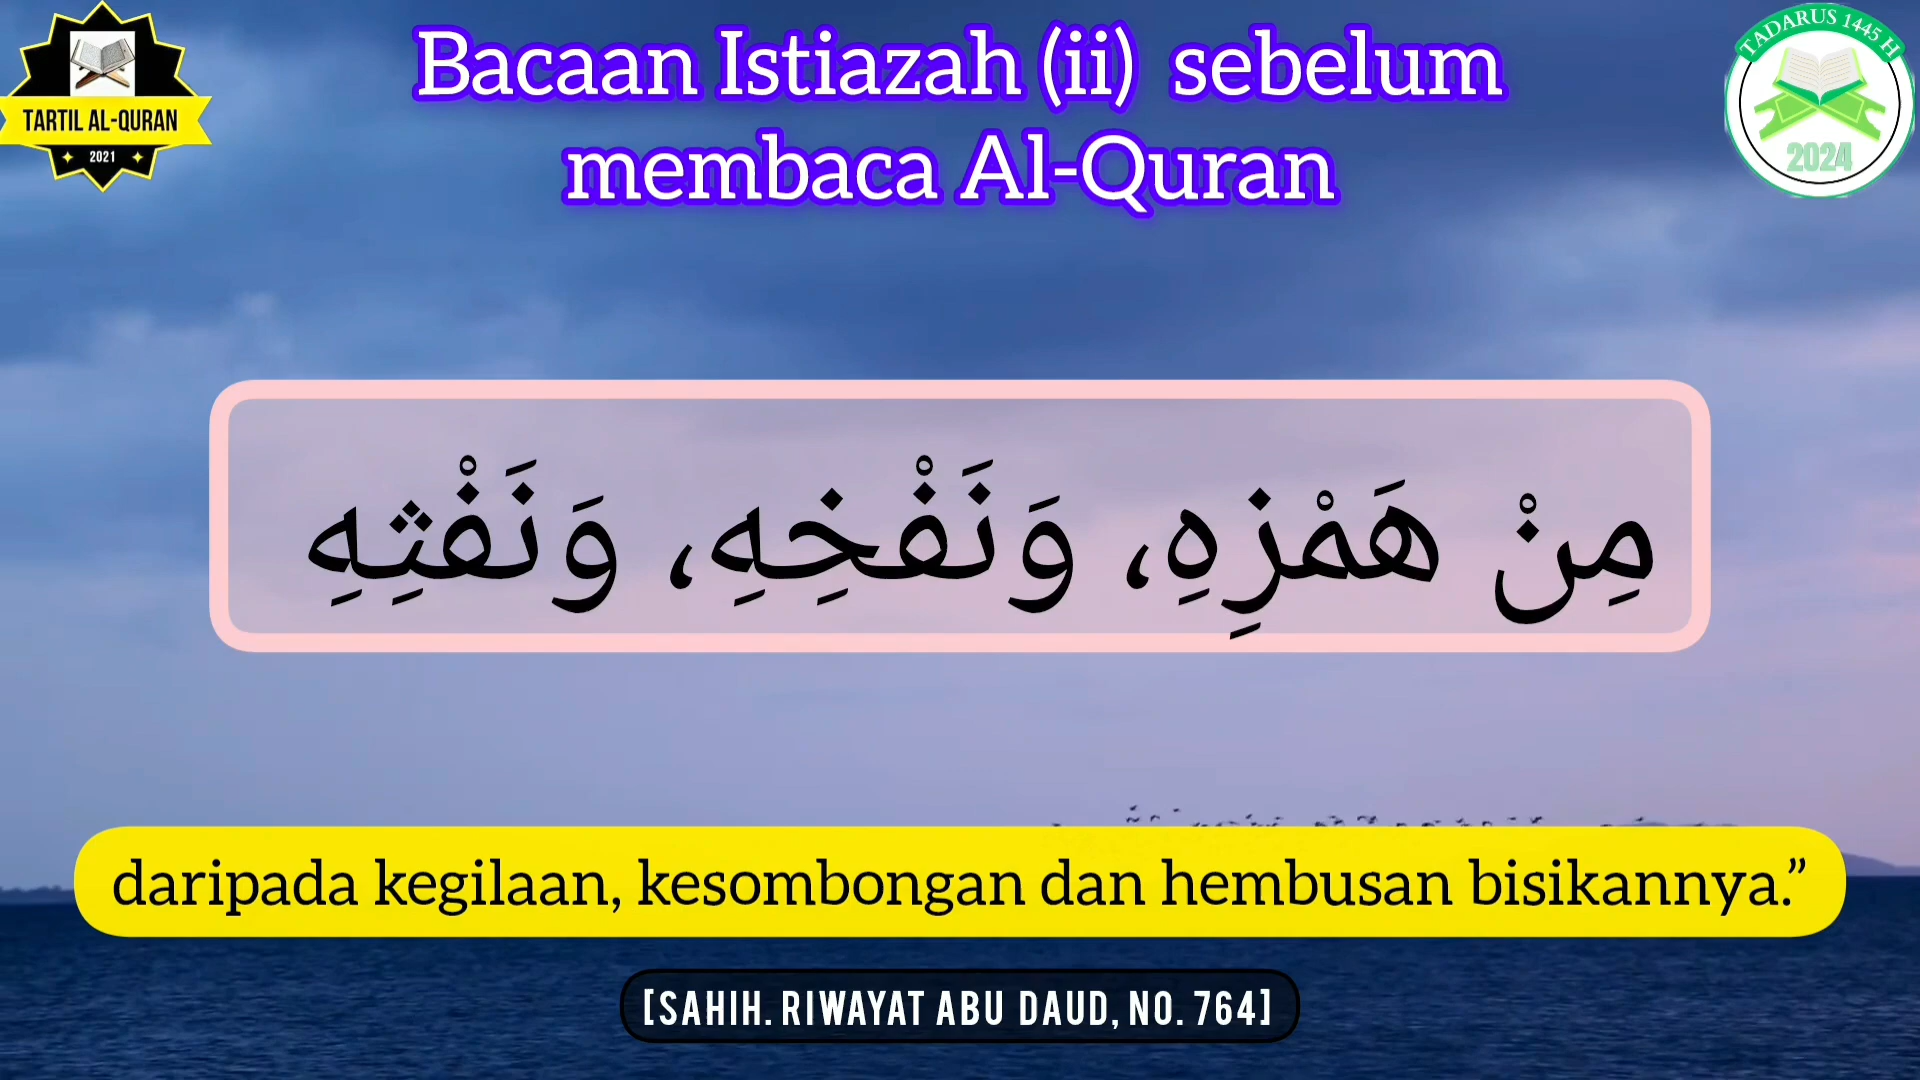 TARTIL AL-QURAN
2021
Bacaan Istiazah (ii) sebelum
membaca Al-Quran
TADARUS 1445 H
2024
مِنْ هَمْزِهِ، وَنَفْخِهِ، وَنَفْثِهِ
daripada kegilaan, kesombongan dan hembusan bisikannya.”
[SAHIH. RIWAYAT ABU DAUD, NO. 764]